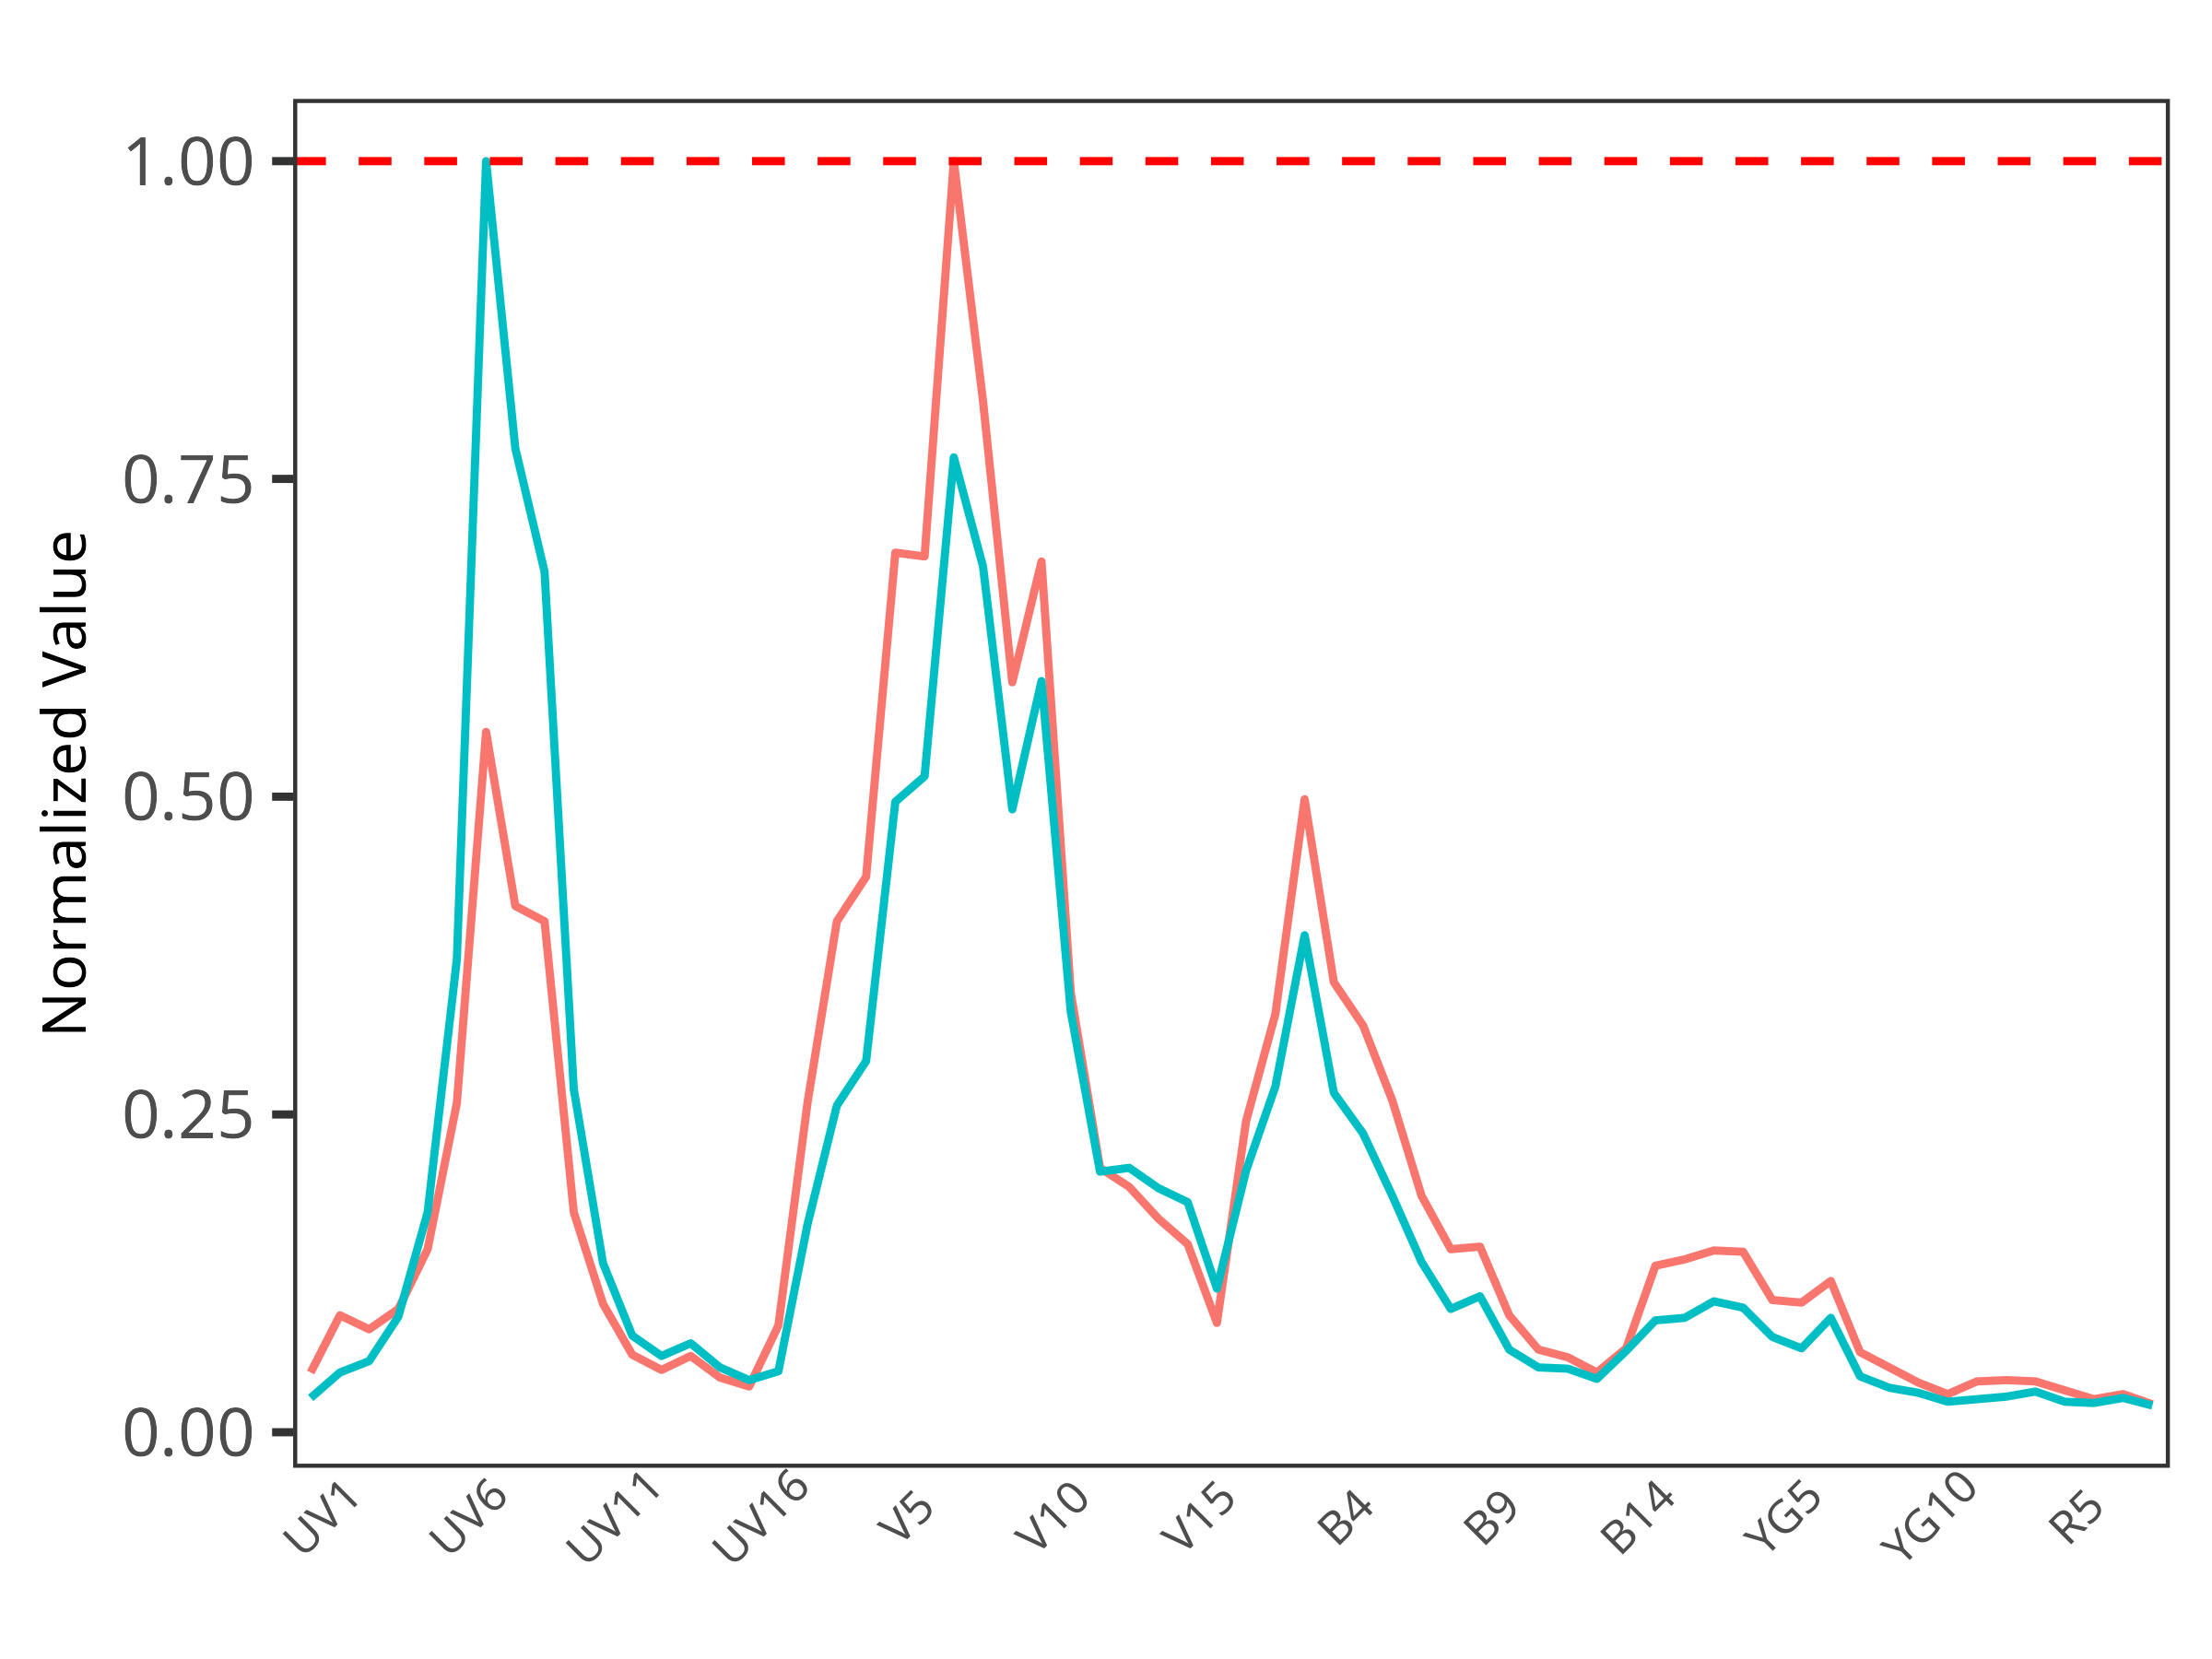 1.00
0.75
0.50
0.25
0.00
Normalized Value
UV1
UV6
UV11
UV16
V5
V10
V15
B4
B9
B14
YG5
YG10
R5